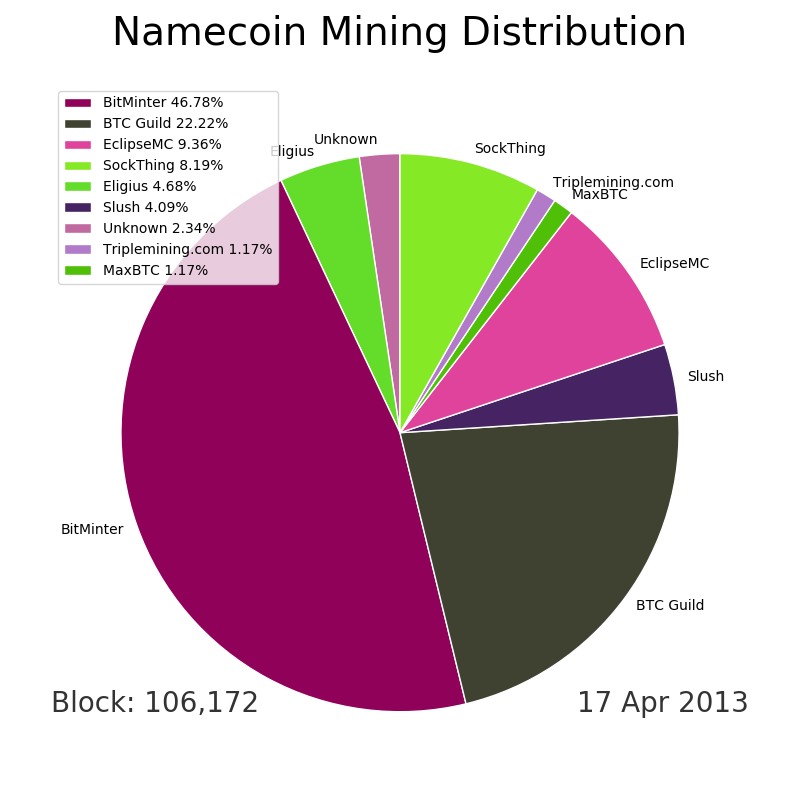 Namecoin Mining Distribution
BitMinter 46.78%
BTC Guild 22.22%
EclipseMC 9.36%
SockThing 8.19%
Eligius 4.68%
Slush 4.09%
Unknown 2.34%
Triplemining.com 1.17%
MaxBTC 1.17%
Unknown
Eligius
SockThing
Triplemining.com
MaxBTC
EclipseMC
Slush
BitMinter
BTC Guild
Block: 106,172
17 Apr 2013